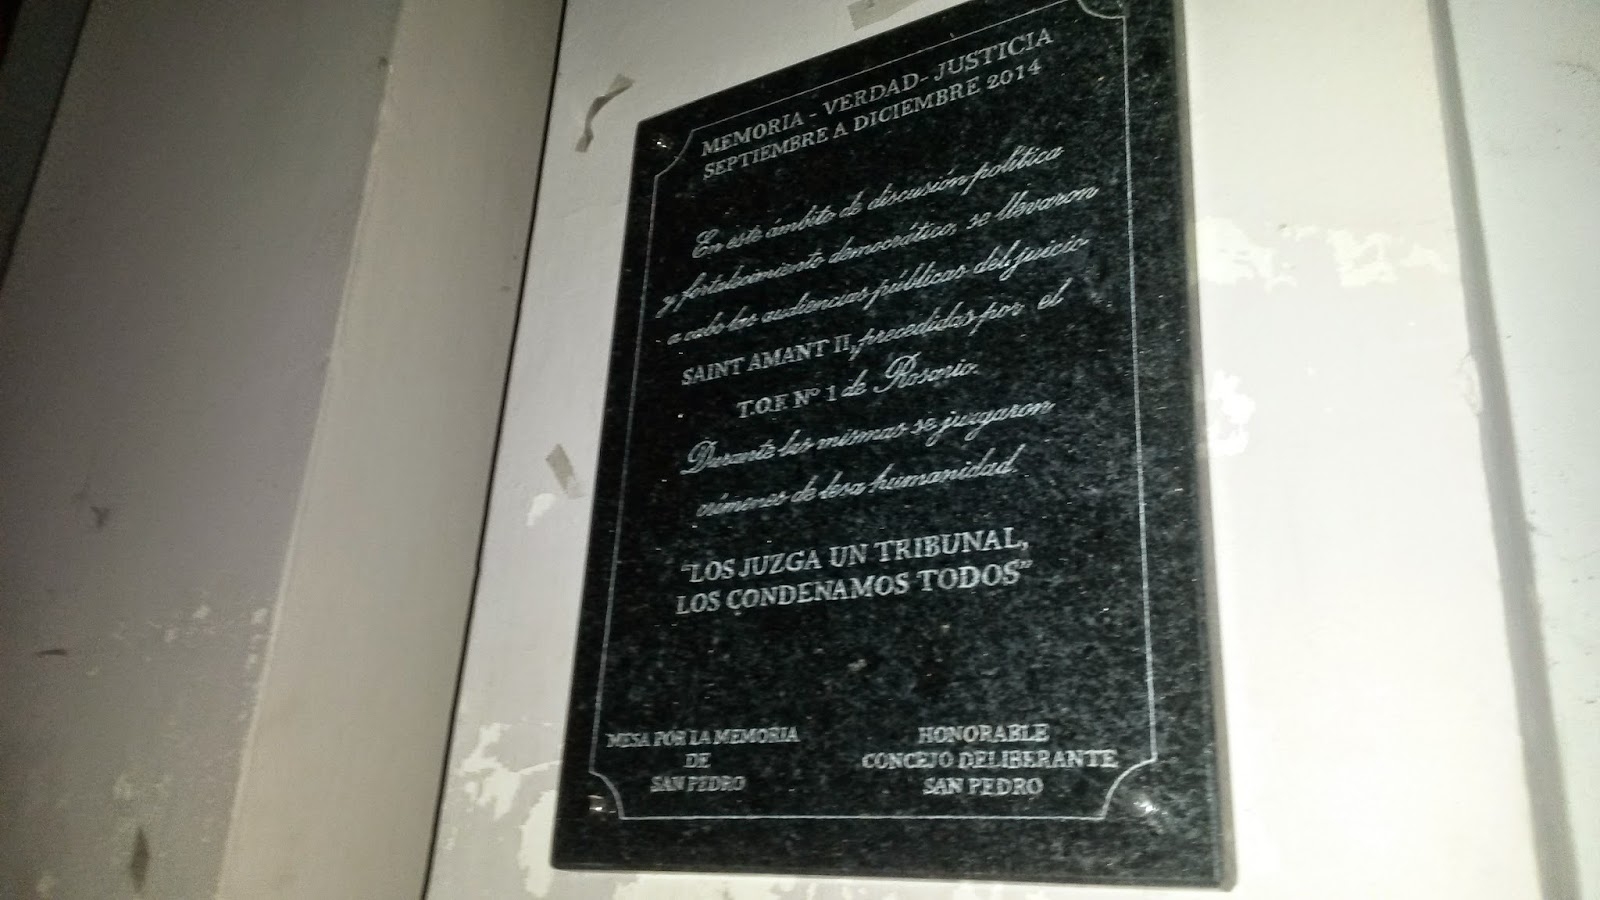 MEMORIA - VERDAD - JUSTICIA
SEPTIEMBRE A DICIEMBRE 2014
En este ámbito de discusión política
y fortalecimiento democrático, se llevaron
a cabo las audiencias públicas del juicio
SAINT AMANT II, precedidas por el
T.O.F. Nº 1 de Rosario.
Durante las mismas se juzgaron
crímenes de lesa humanidad
"LOS JUZGA UN TRIBUNAL,
LOS CONDENAMOS TODOS"
MESA POR LA MEMORIA
DE
SAN PEDRO
HONORABLE
CONCEJO DELIBERANTE
SAN PEDRO